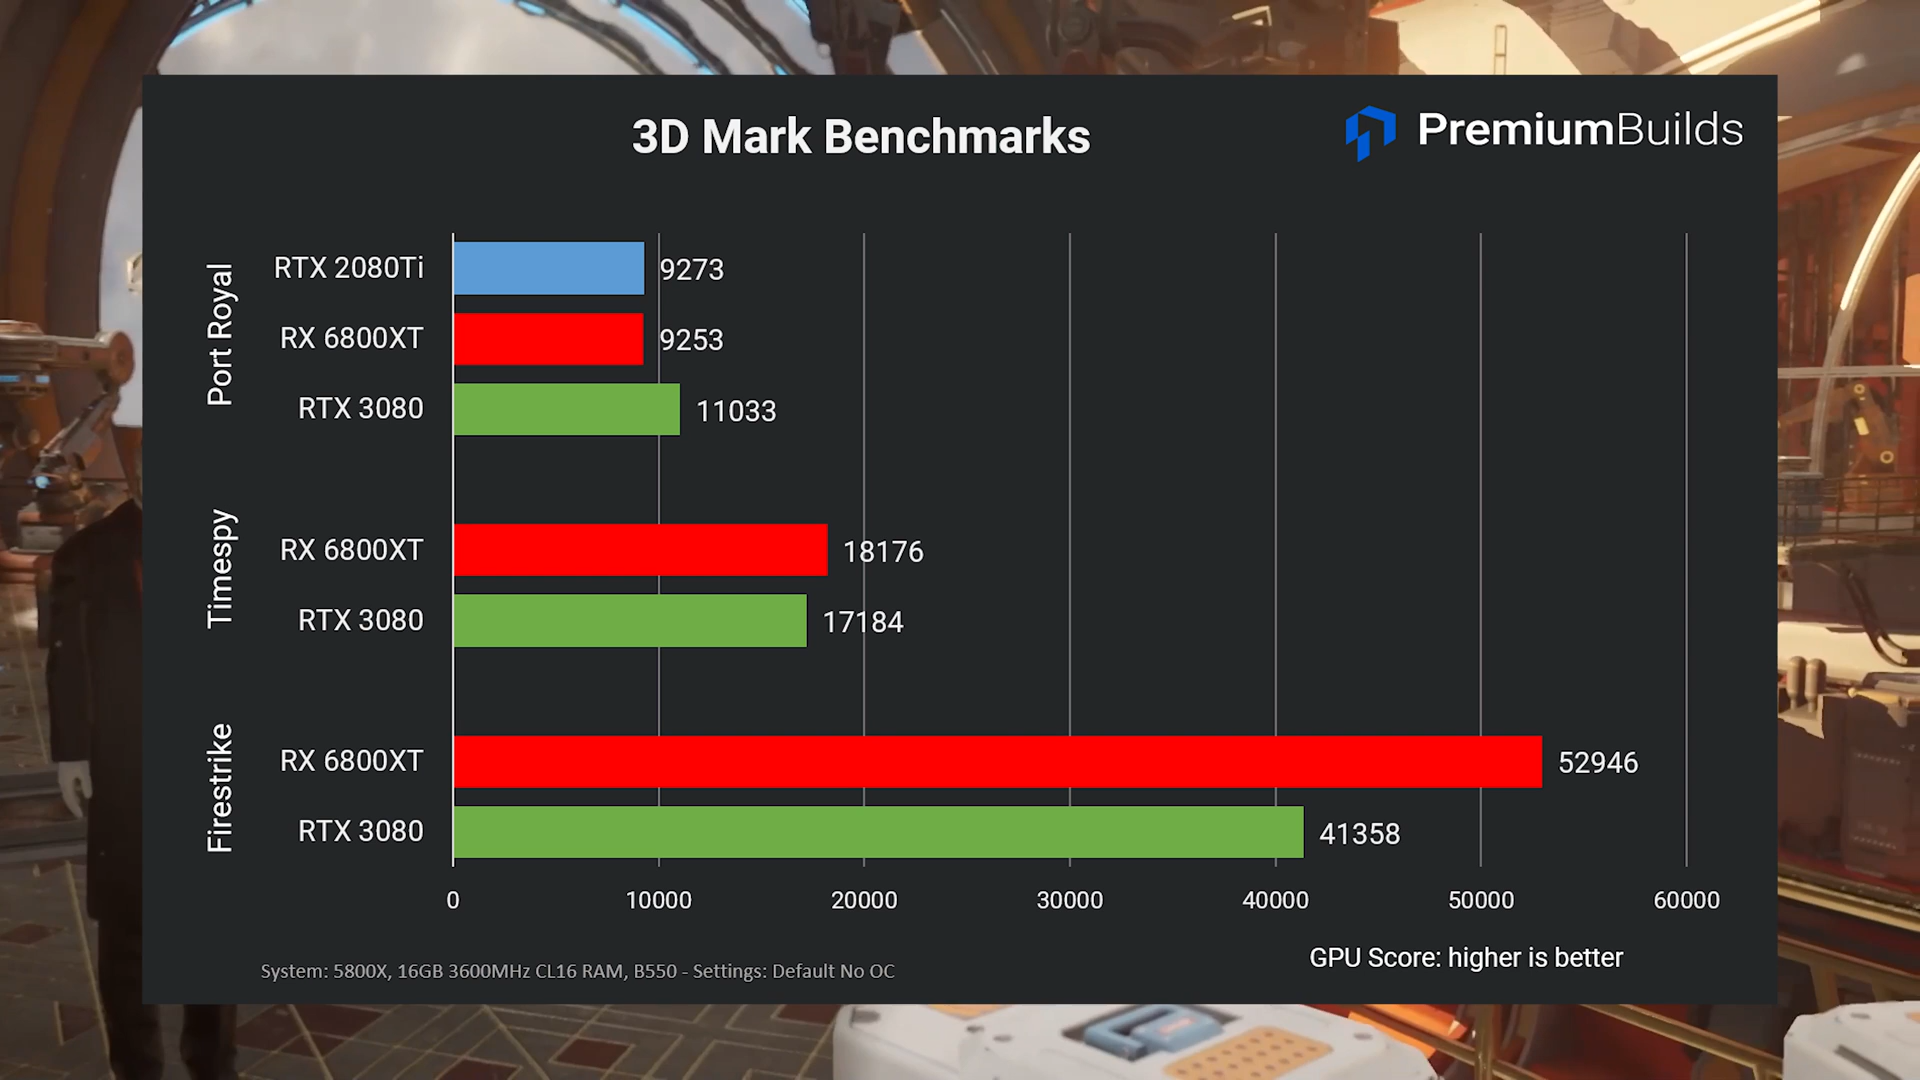 3D Mark Benchmarks
PremiumBuilds
Port Royal
RTX 2080Ti 9273
RX 6800XT 9253
RTX 3080 11033
Timespy
RX 6800XT 18176
RTX 3080 17184
Firestrike
RX 6800XT 52946
RTX 3080 41358
0 10000 20000 30000 40000 50000 60000
GPU Score: higher is better
System: 5800X, 16GB 3600MHz CL16 RAM, B550 - Settings: Default No OC